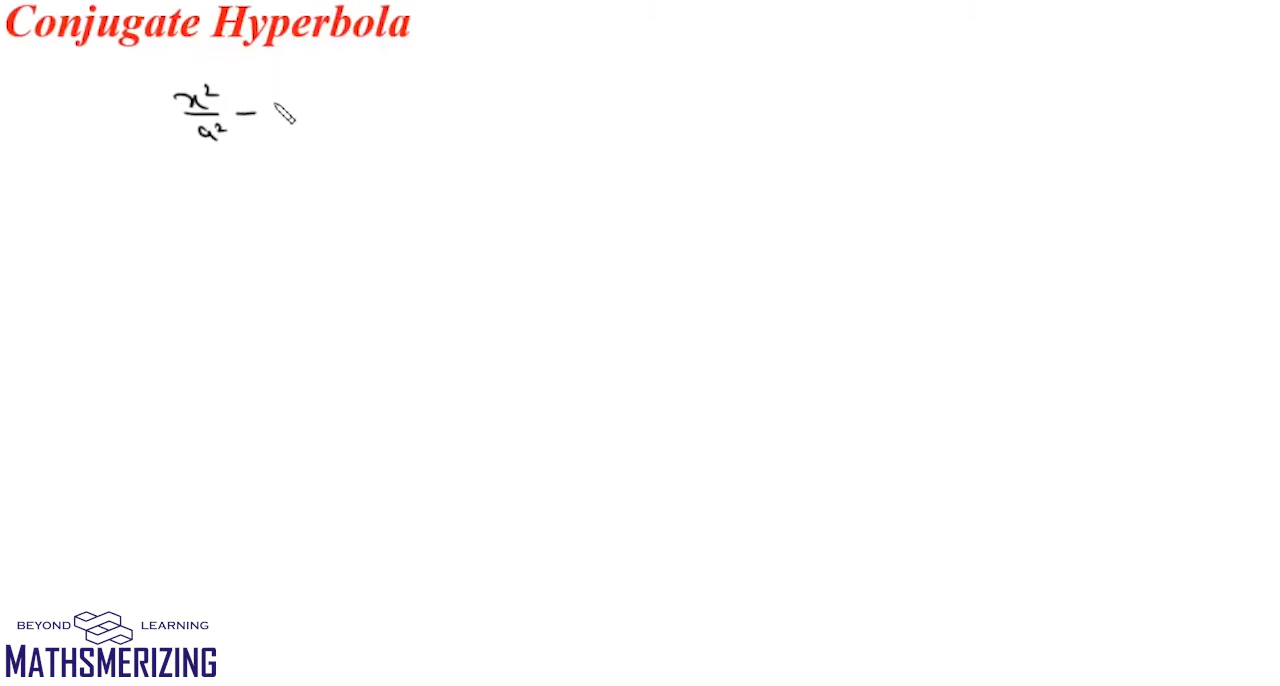 Conjugate Hyperbola
x²/a² −
BEYOND LEARNING
MATHSMERIZING